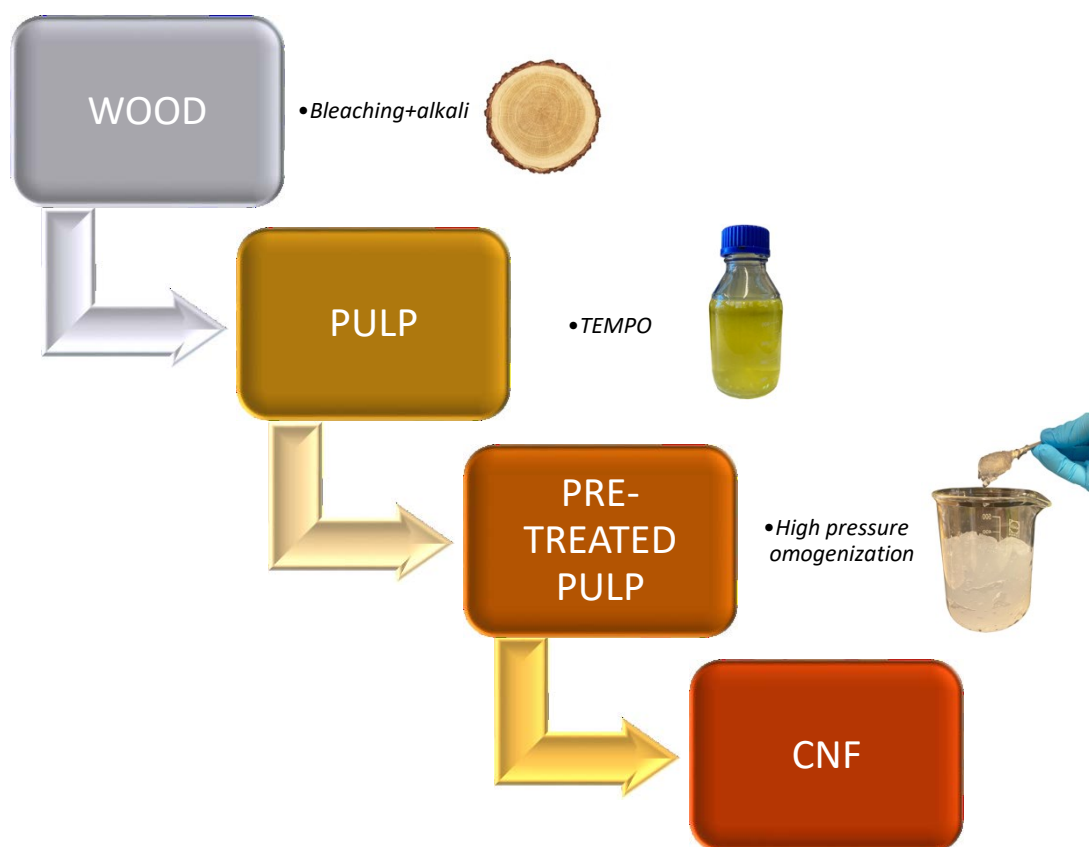 WOOD
•Bleaching+alkali
PULP
•TEMPO
PRE-
TREATED
PULP
•High pressure
omogenization
CNF